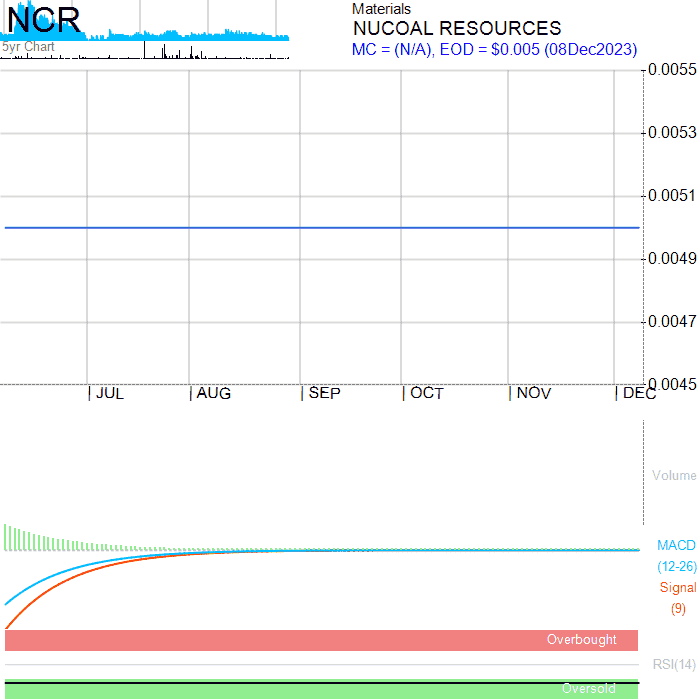 NCR
5yr Chart
Materials
NUCOAL RESOURCES
MC = (N/A), EOD = $0.005 (08Dec2023)
0.0055
0.0053
0.0051
0.0049
0.0047
0.0045
JUL
AUG
SEP
OCT
NOV
DEC
Volume
MACD
(12-26)
Signal
(9)
Overbought
RSI(14)
Oversold